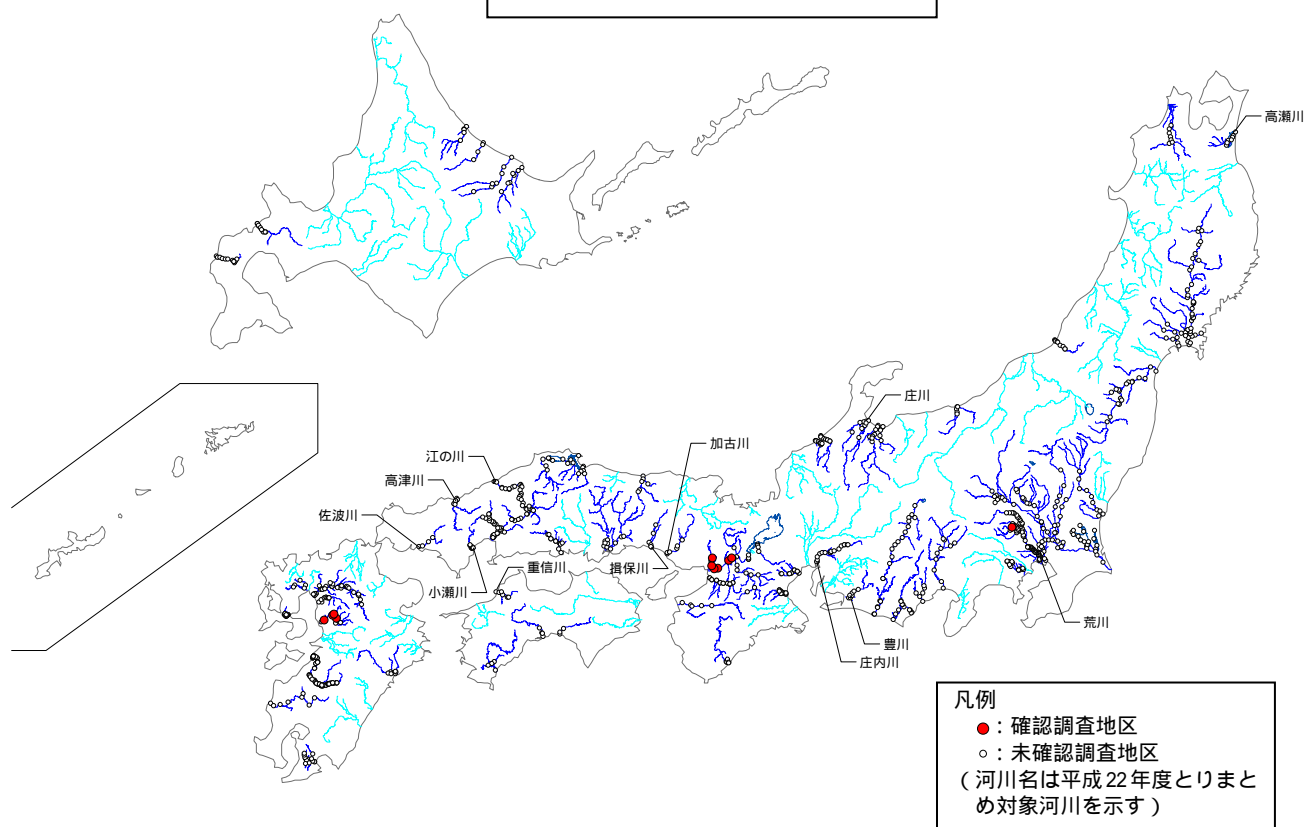 高瀬川
庄川
加古川
江の川
高津川
佐波川
小瀬川
重信川
揖保川
荒川
豊川
庄内川
凡例
●：確認調査地区
○：未確認調査地区
（河川名は平成22年度とりまと
め対象河川を示す）